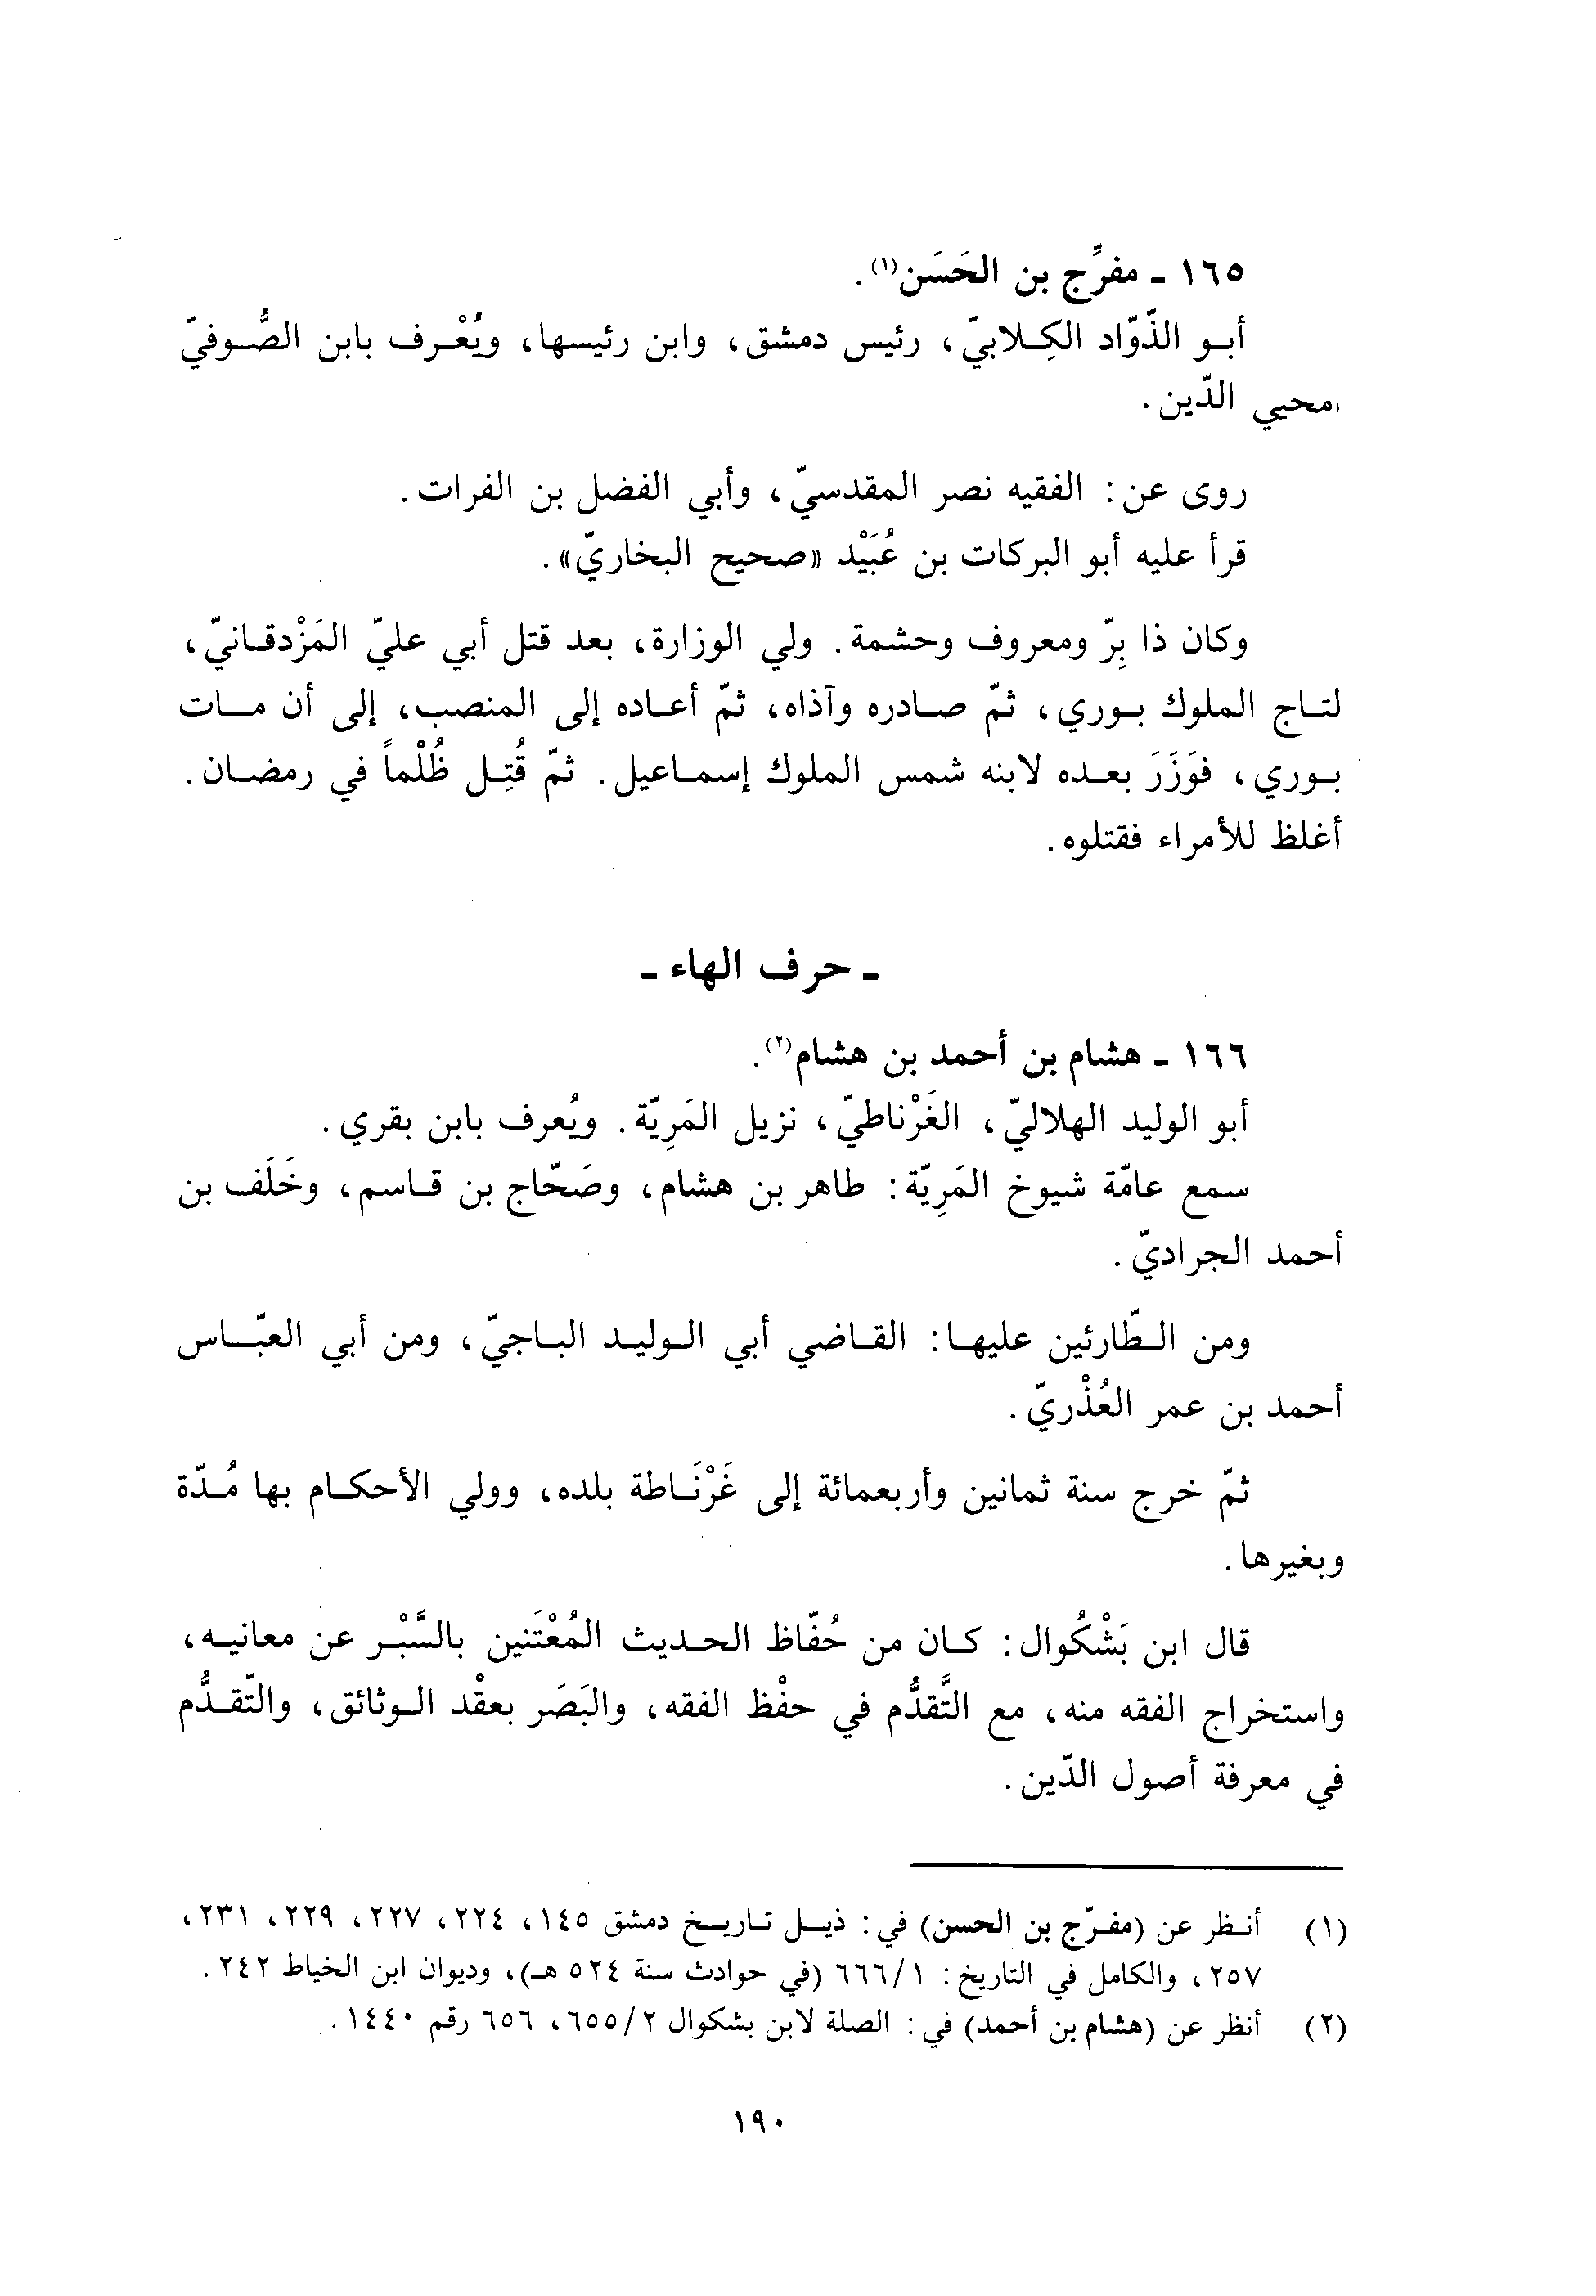 ١٦٥ ـ مفرِّج بن الحَسَن(١).
أبو الذّوّاد الكِلابيّ، رئيس دمشق، وابن رئيسها، ويُعْرف بابن الصُّوفيّ
محيي الدّين.
روى عن: الفقيه نصر المقدسيّ، وأبي الفضل بن الفرات.
قرأ عليه أبو البركات بن عُبَيْد «صحيح البخاريّ».
وكان ذا بِرّ ومعروف وحشمة. ولي الوزارة، بعد قتل أبي عليّ المَزْدقانيّ،
لتاج الملوك بوري، ثمّ صادره وآذاه، ثمّ أعاده إلى المنصب، إلى أن مات
بوري، فوَزَرَ بعده لابنه شمس الملوك إسماعيل. ثمّ قُتِل ظُلْماً في رمضان.
أغلظ للأمراء فقتلوه.
ـ حرف الهاء ـ
١٦٦ ـ هشام بن أحمد بن هشام(٢).
أبو الوليد الهلاليّ، الغَرْناطيّ، نزيل المَرِيّة. ويُعرف بابن بقري.
سمع عامّة شيوخ المَرِيّة: طاهر بن هشام، وصَحّاج بن قاسم، وخَلَف بن
أحمد الجراديّ.
ومن الطّارئين عليها: القاضي أبي الوليد الباجيّ، ومن أبي العبّاس
أحمد بن عمر العُذْريّ.
ثمّ خرج سنة ثمانين وأربعمائة إلى غَرْنَاطة بلده، وولي الأحكام بها مُدّة
وبغيرها.
قال ابن بَشْكُوال: كان من حُفّاظ الحديث المُعْتَنين بالسَّبْر عن معانيه،
واستخراج الفقه منه، مع التَّقدُّم في حفْظ الفقه، والبَصَر بعقْد الوثائق، والتّقدُّم
في معرفة أصول الدّين.
(١) أنظر عن (مفرّج بن الحسن) في: ذيل تاريخ دمشق ١٤٥، ٢٢٤، ٢٢٧، ٢٢٩، ٢٣١،
٢٥٧، والكامل في التاريخ: ٦٦٦/١ (في حوادث سنة ٥٢٤ هـ)، وديوان ابن الخياط ٢٤٢.
(٢) أنظر عن (هشام بن أحمد) في: الصلة لابن بشكوال ٦٥٥/٢، ٦٥٦ رقم ١٤٤٠.
١٩٠